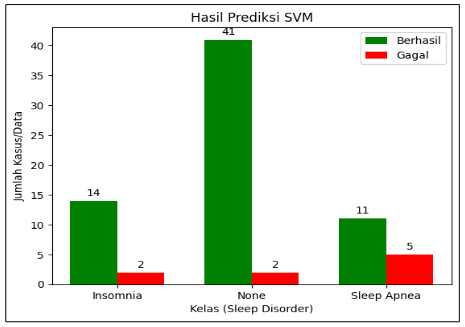 Hasil Prediksi SVM
Berhasil
Gagal
Jumlah Kasus/Data
40
35
30
25
20
15
10
5
0
14
2
41
2
11
5
Insomnia
None
Sleep Apnea
Kelas (Sleep Disorder)